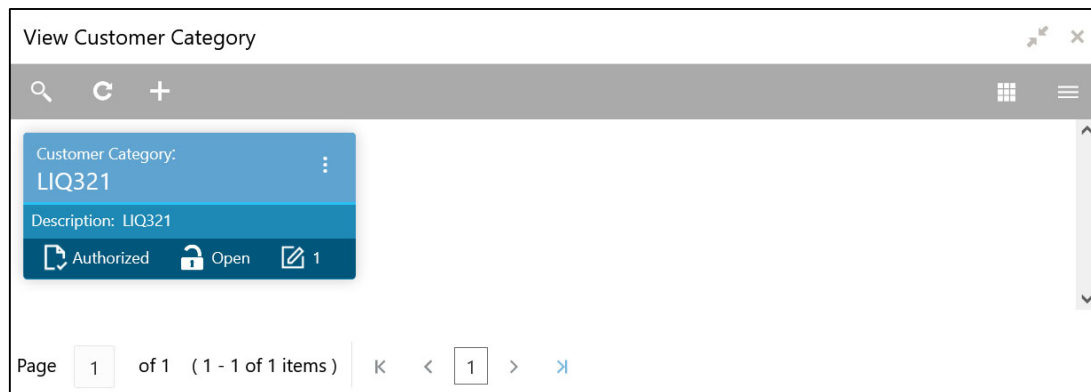 View Customer Category
Customer Category:
LIQ321
Description: LIQ321
Authorized Open 1
Page 1 of 1 ( 1 - 1 of 1 items ) 1